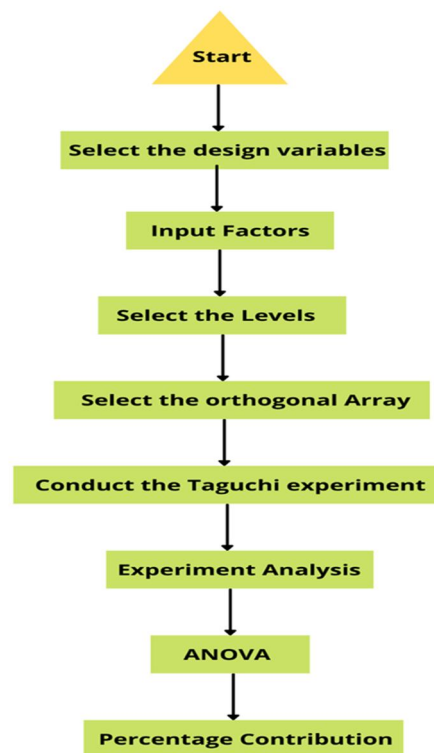 Start
Select the design variables
Input Factors
Select the Levels
Select the orthogonal Array
Conduct the Taguchi experiment
Experiment Analysis
ANOVA
Percentage Contribution